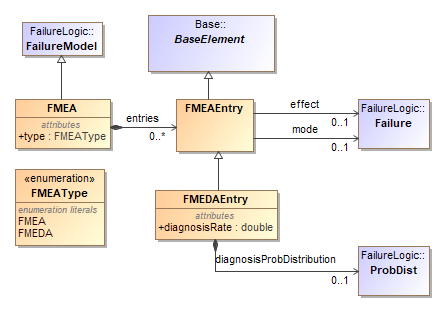 Base::
BaseElement
FailureLogic::
FailureModel
FMEA
attributes
+type : FMEAType
entries
0..*
FMEAEntry
effect
0..1
mode
0..1
FailureLogic::
Failure
«enumeration»
FMEAType
enumeration literals
FMEA
FMEDA
FMEDAEntry
attributes
+diagnosisRate : double
diagnosisProbDistribution
0..1
FailureLogic::
ProbDist